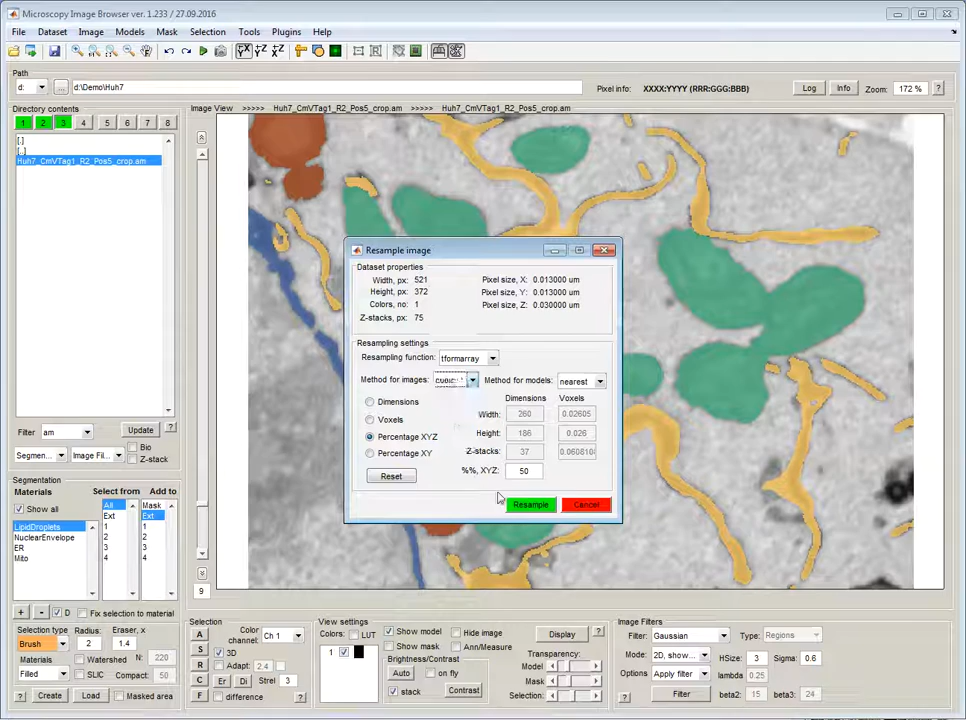 Microscopy Image Browser ver 1.233 / 27.09.2016
File Dataset Image Models Mask Selection Tools Plugins Help
Path
d: ... d:\Demo\Huh7 Pixel info: XXXX:YYYY (RRR:GGG:BBB) Log Info Zoom: 172 % ?
Directory contents
Image View >>>>> Huh7_CmVTag1_R2_Pos5_crop.am >>>>> Huh7_CmVTag1_R2_Pos5_crop.am
1 2 3 4 5 6 7 8
[.]
[..]
Huh7_CmVTag1_R2_Pos5_crop.am
Filter am Update ?
Bio
Segmen... Image Fil... Z-stack
Segmentation
Materials Select from Add to
Show all
All Mask
Ext Ext
LipidDroplets 1 1
NuclearEnvelope 2 2
ER 3 3
Mito 4 4
9
+ - D Fix selection to material
Resample image
Dataset properties
Width, px: 521 Pixel size, X: 0.013000 um
Height, px: 372 Pixel size, Y: 0.013000 um
Colors, no: 1 Pixel size, Z: 0.030000 um
Z-stacks, px: 75
Resampling settings
Resampling function: tformarray
Method for images: Method for models: nearest
Dimensions Voxels
Dimensions
Width: 260 0.02605
Voxels
Height: 186 0.026
Percentage XYZ
Z-stacks: 37 0.0608108
Percentage XY
%%, XYZ: 50
Reset
Resample Cancel
Selection type Radius: Eraser, x
Brush 2 1.4
Materials Watershed N: 220
Filled SLIC Compact: 50
? Create Load Masked area
Selection
A Color channel: Ch 1
S 3D
R Adapt. 2.4
C Er Di Strel 3
F difference ?
View settings
Colors: LUT Show model Hide image Display ?
1 Show mask Ann/Measure
Brightness/Contrast Transparency:
Auto on fly Model
Mask
stack Contrast Selection:
Image Filters
Filter: Gaussian Type: Regions
Mode: 2D, show... HSize: 3 Sigma: 0.6
Options Apply filter lambda 0.25
? Filter beta2: 15 beta3: 24